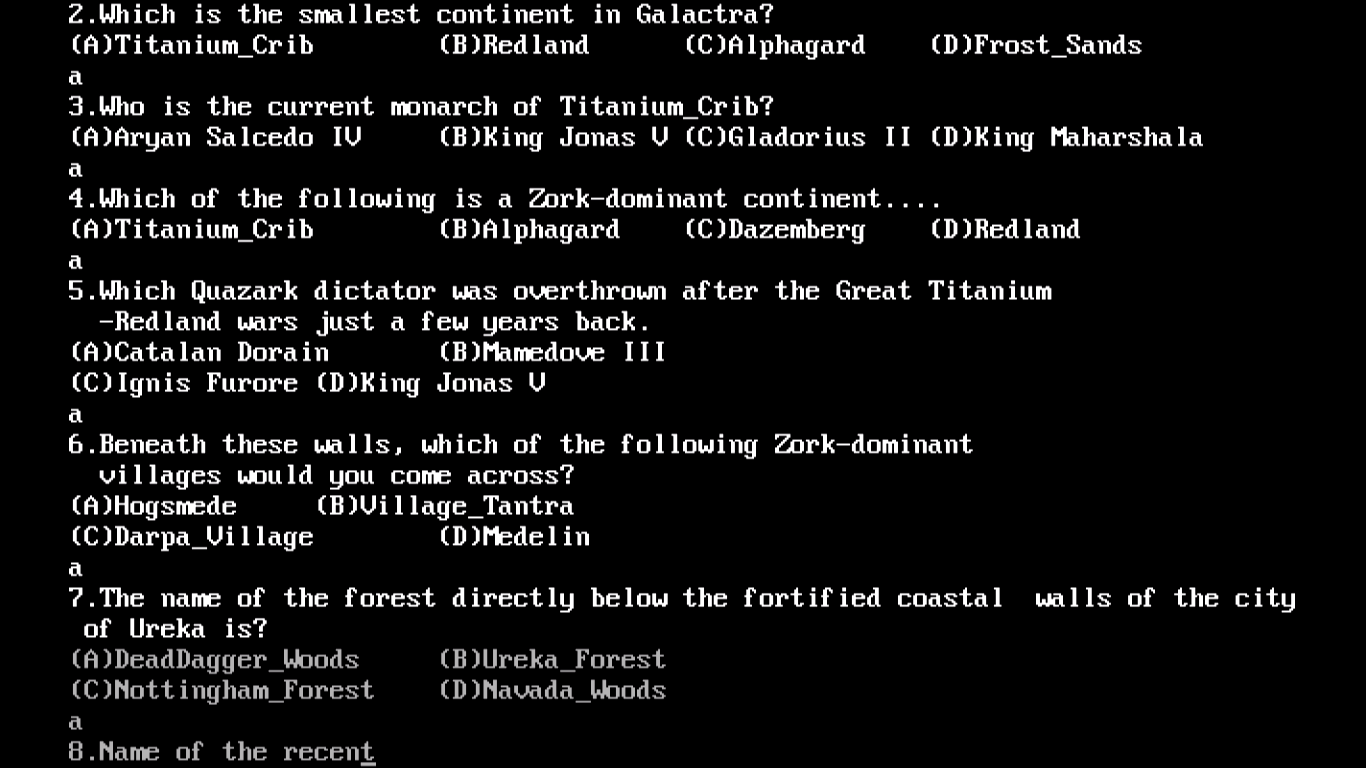 2.Which is the smallest continent in Galactra?
(A)Titanium_Crib (B)Redland (C)Alphagard (D)Frost_Sands
a
3.Who is the current monarch of Titanium_Crib?
(A)Aryan Salcedo IV (B)King Jonas V (C)Gladorius II (D)King Maharshala
a
4.Which of the following is a Zork-dominant continent....
(A)Titanium_Crib (B)Alphagard (C)Dazemberg (D)Redland
a
5.Which Quazark dictator was overthrown after the Great Titanium
-Redland wars just a few years back.
(A)Catalan Dorain (B)Mamedove III
(C)Ignis Furore (D)King Jonas V
a
6.Beneath these walls, which of the following Zork-dominant
villages would you come across?
(A)Hogsmede (B)Village_Tantra
(C)Darpa_Village (D)Medelin
a
7.The name of the forest directly below the fortified coastal walls of the city
of Ureka is?
(A)DeadDagger_Woods (B)Ureka_Forest
(C)Nottingham_Forest (D)Navada_Woods
a
8.Name of the recent